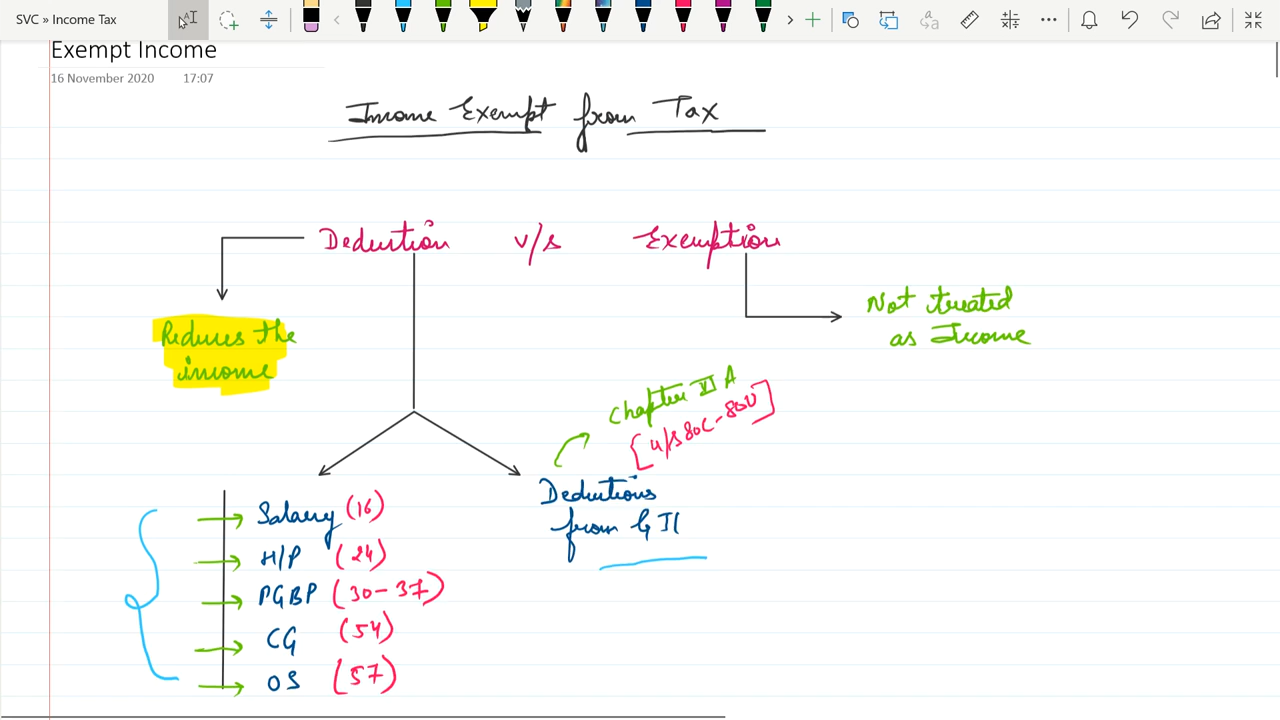 SVC » Income Tax
Exempt Income
16 November 2020 17:07
Income Exempt from Tax
Deduction v/s Exemption
Reduces the
income
Not treated
as Income
Chapter VI A
[u/s 80C-80U]
Deductions
from GTI
Salary (16)
H/P (24)
PGBP (30-37)
CG (54)
OS (57)